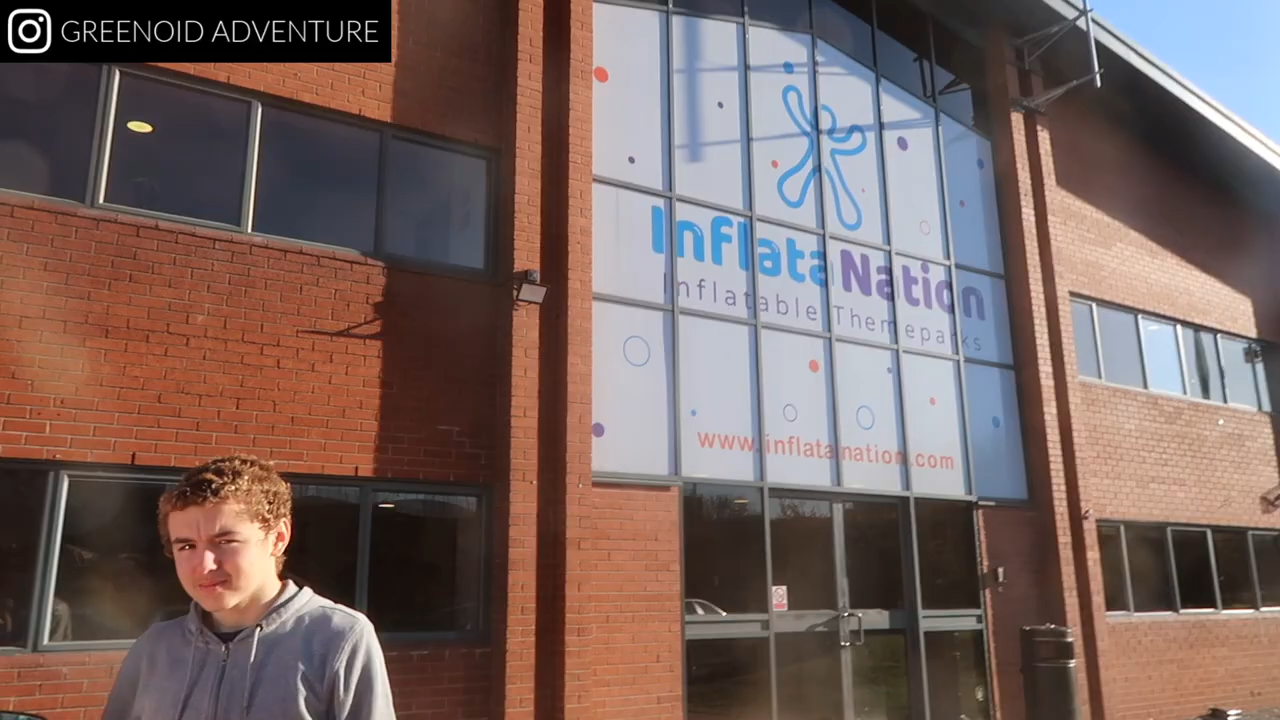 GREENOID ADVENTURE
InflataNation
Inflatable Themeparks
www.inflatanation.com